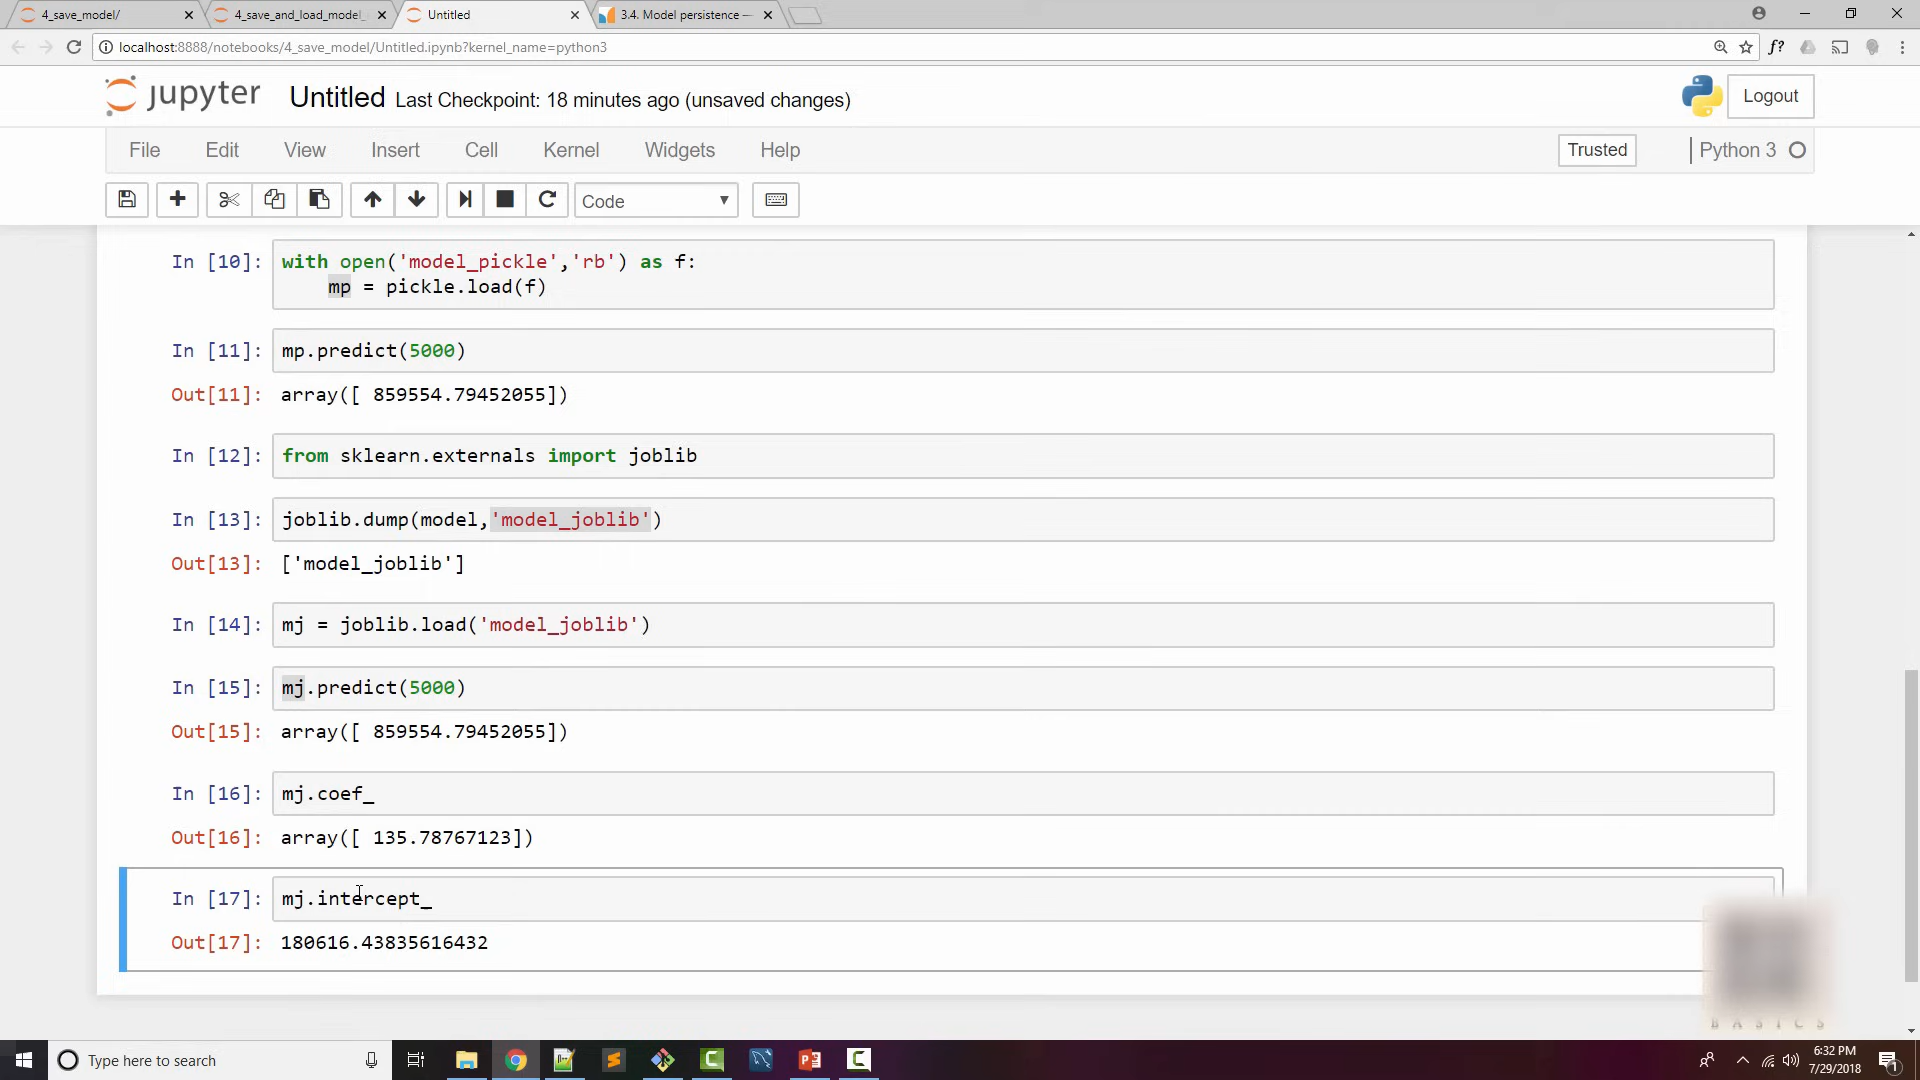 4_save_model/
4_save_and_load_model_
Untitled
3.4. Model persistence —
localhost:8888/notebooks/4_save_model/Untitled.ipynb?kernel_name=python3
f?
jupyter
Untitled Last Checkpoint: 18 minutes ago (unsaved changes)
Logout
File Edit View Insert Cell Kernel Widgets Help
Trusted
Python 3
Code
In [10]: with open('model_pickle','rb') as f:
mp = pickle.load(f)
In [11]: mp.predict(5000)
Out[11]: array([ 859554.79452055])
In [12]: from sklearn.externals import joblib
In [13]: joblib.dump(model,'model_joblib')
Out[13]: ['model_joblib']
In [14]: mj = joblib.load('model_joblib')
In [15]: mj.predict(5000)
Out[15]: array([ 859554.79452055])
In [16]: mj.coef_
Out[16]: array([ 135.78767123])
In [17]: mj.intercept_
Out[17]: 180616.43835616432
BASICS
Type here to search
6:32 PM
7/29/2018
1